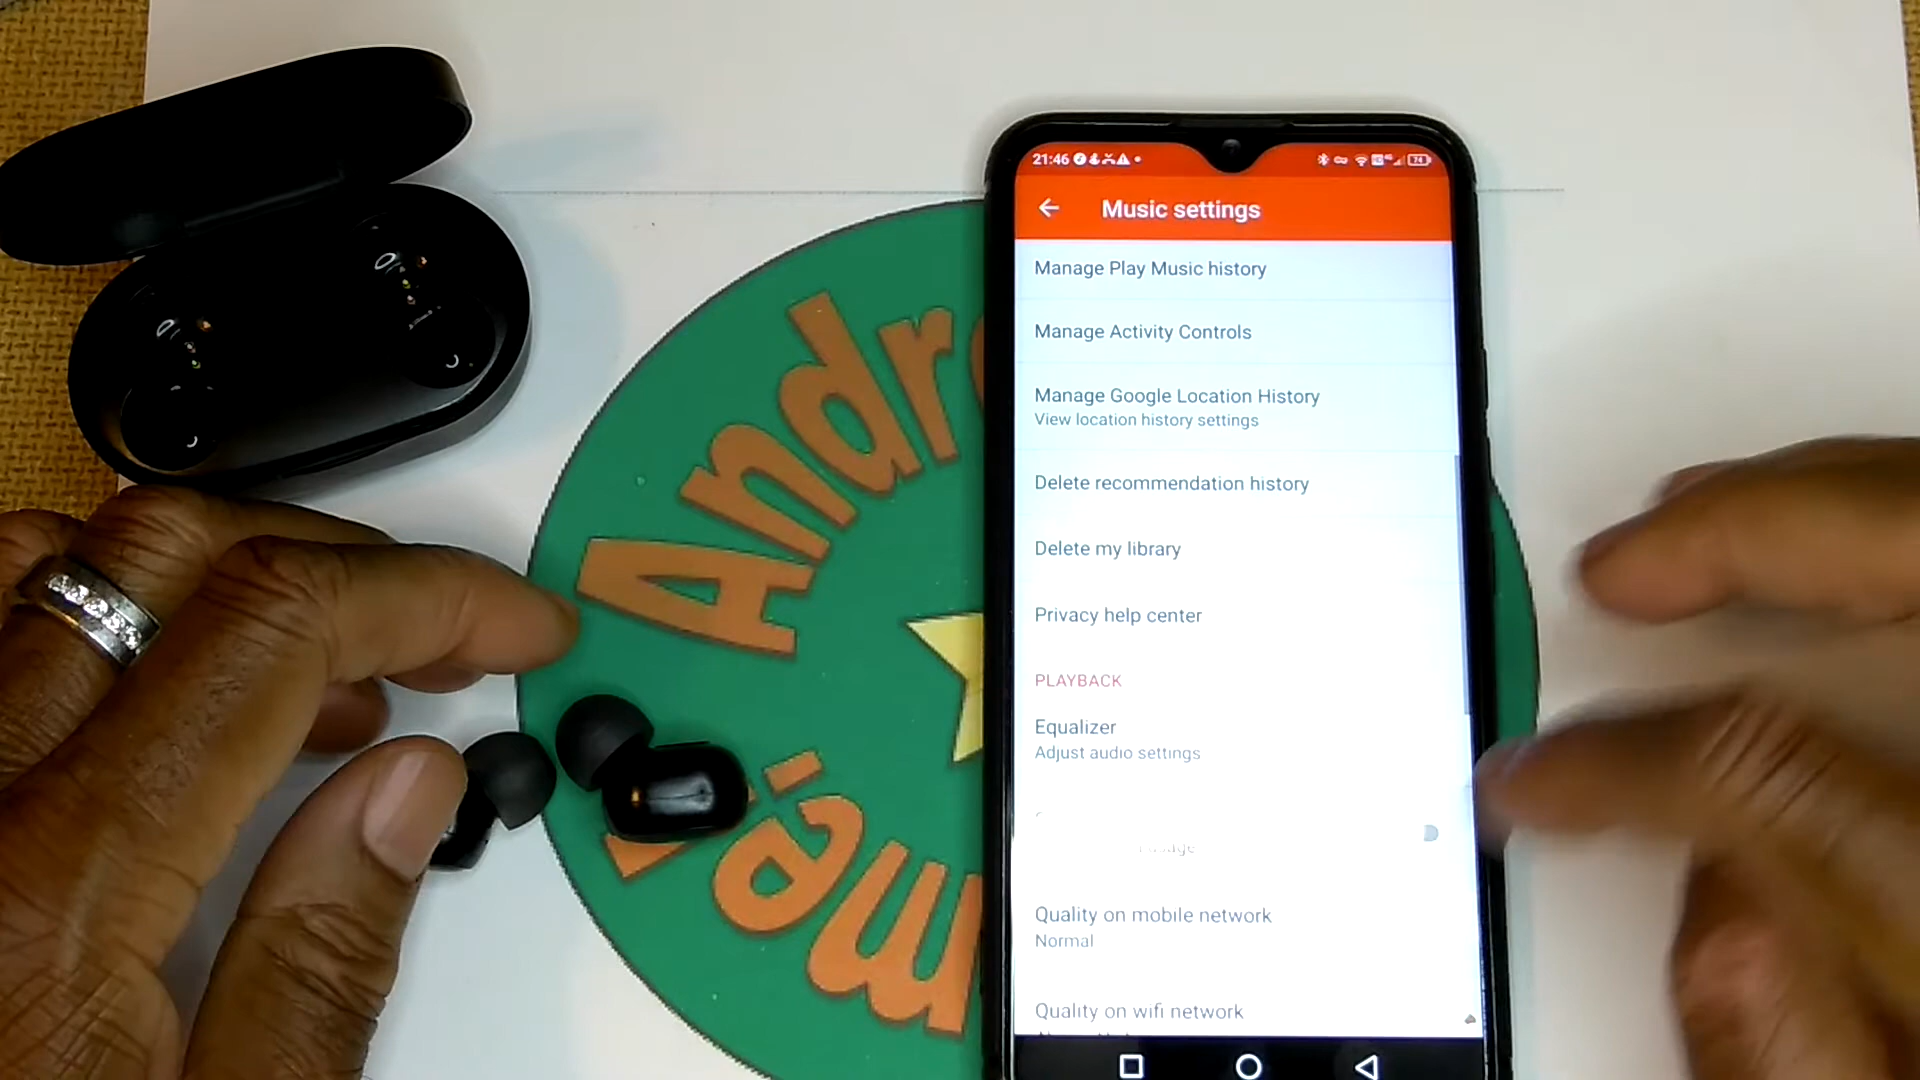 21:46
74
Music settings
Manage Play Music history
Manage Activity Controls
Manage Google Location History
View location history settings
Delete recommendation history
Delete my library
Privacy help center
PLAYBACK
Equalizer
Adjust audio settings
Quality on mobile network
Normal
Quality on wifi network